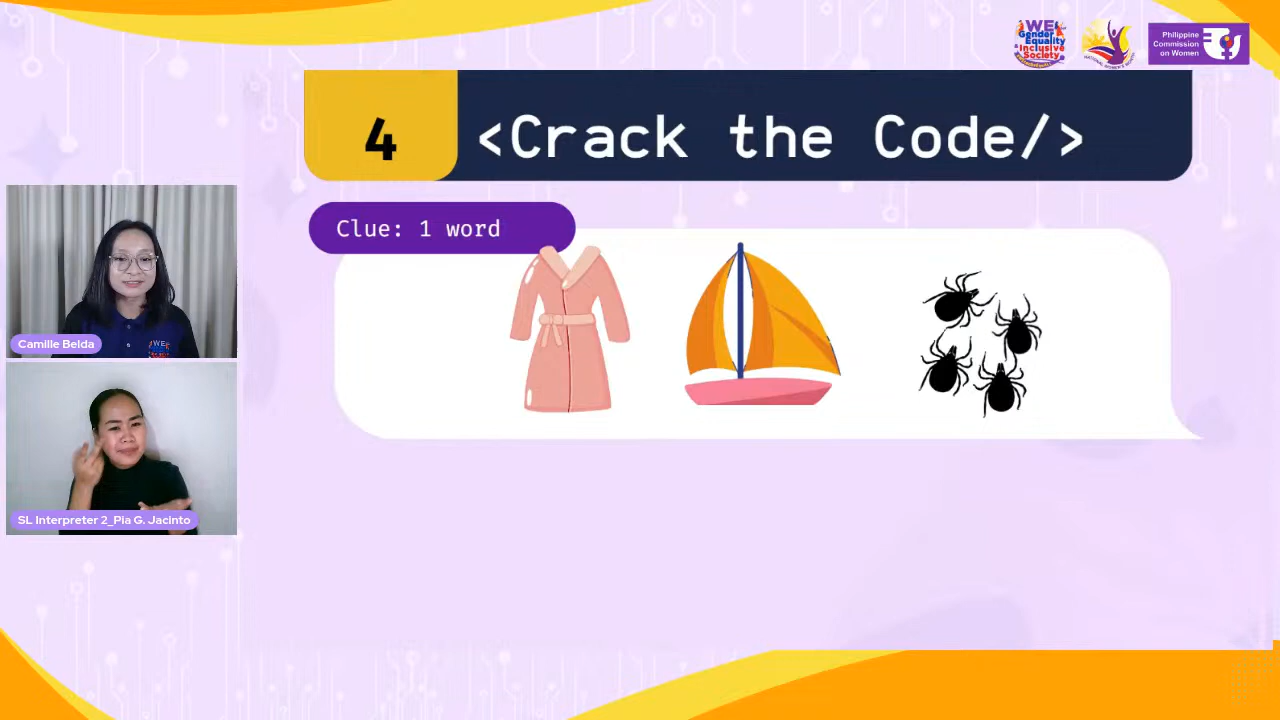 WE
Gender
Equality
Inclusive
Society
Philippine
Commission
on Women
4
<Crack the Code/>
Clue: 1 word
Camille Belda
SL Interpreter 2_Pia G. Jacinto